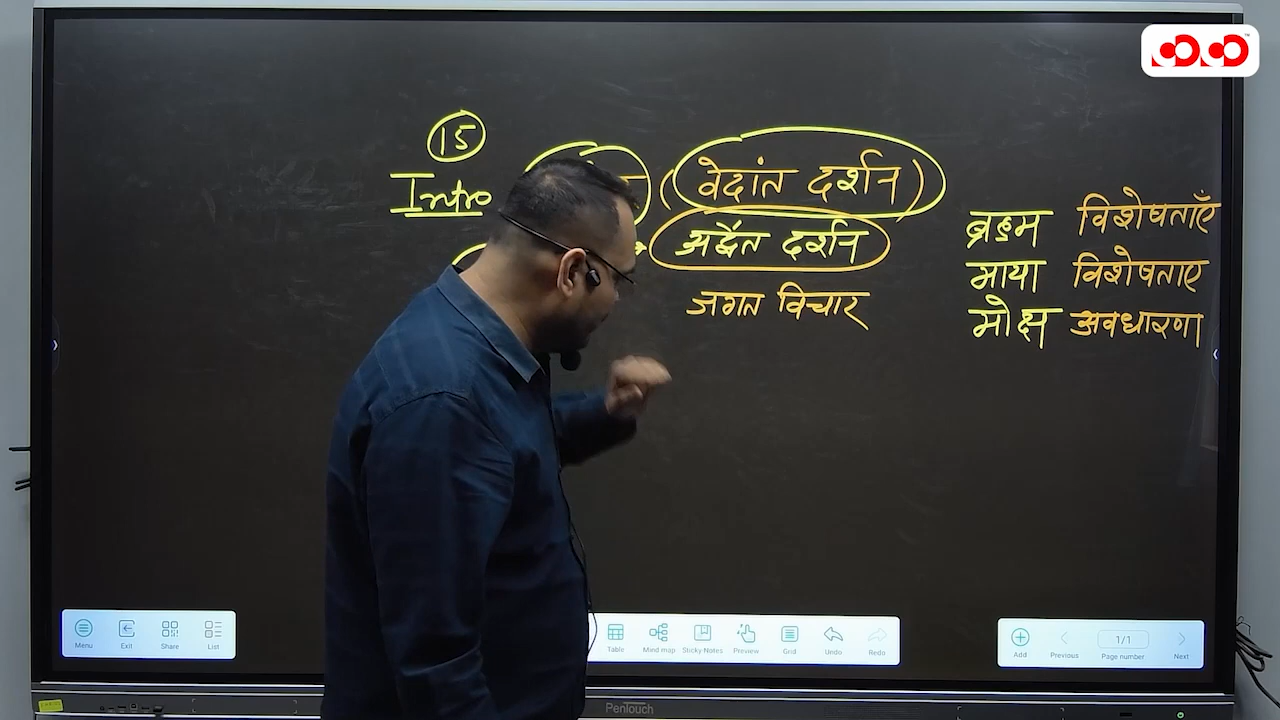 15
Intro (वेदांत दर्शन)
अद्वैत दर्शन
जगत विचार
ब्रह्म विशेषताएँ
माया विशेषताए
मोक्ष अवधारणा
Menu Exit Share List
Table Mind map Sticky-Notes Preview Grid Undo Redo
Add Previous 1/1 Page number Next
PenTouch